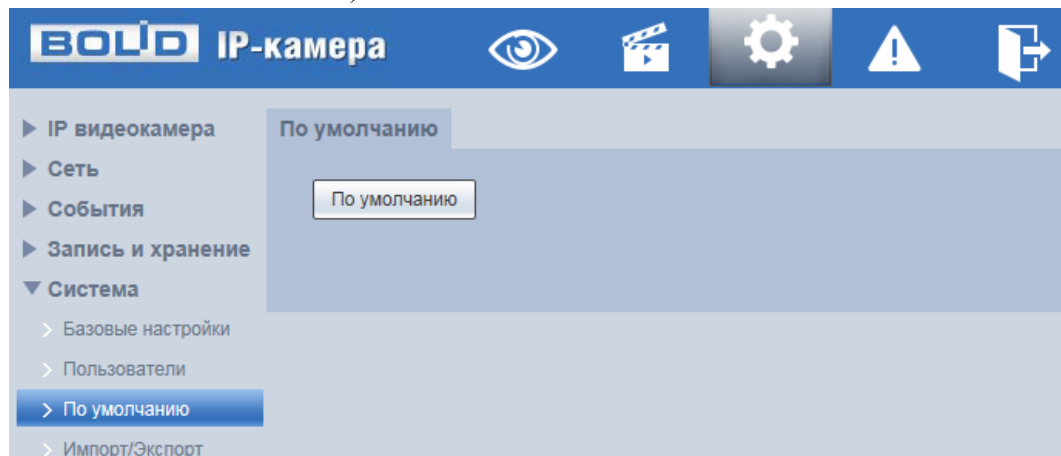 BOLID IP-камера
IP видеокамера
Сеть
События
Запись и хранение
Система
Базовые настройки
Пользователи
По умолчанию
Импорт/Экспорт
По умолчанию
По умолчанию